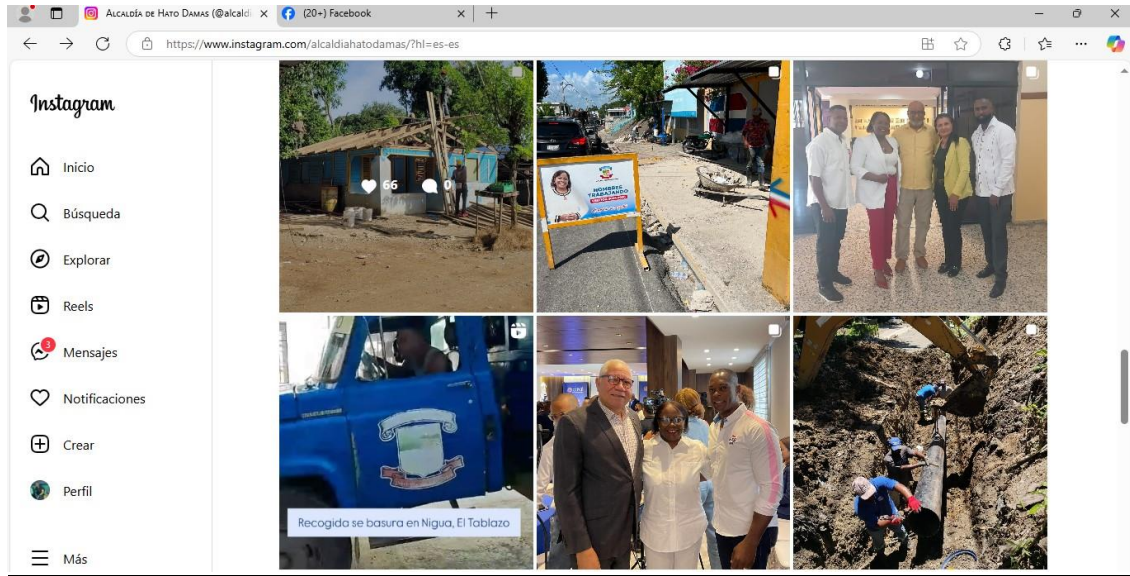 ALCALDÍA DE HATO DAMAS (@alcaldi
(20+) Facebook
https://www.instagram.com/alcaldiahatodamas/?hl=es-es
Instagram
Inicio
Búsqueda
Explorar
Reels
3
Mensajes
Notificaciones
Crear
Perfil
Más
66
0
HOMBRES
TRABAJANDO
Recogida se basura en Nigua, El Tablazo